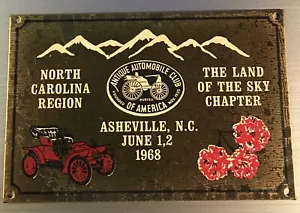 NORTH
CAROLINA
REGION
ANTIQUE AUTOMOBILE CLUB
OF AMERICA
THE LAND
OF THE SKY
CHAPTER
ASHEVILLE, N.C.
JUNE 1,2
1968